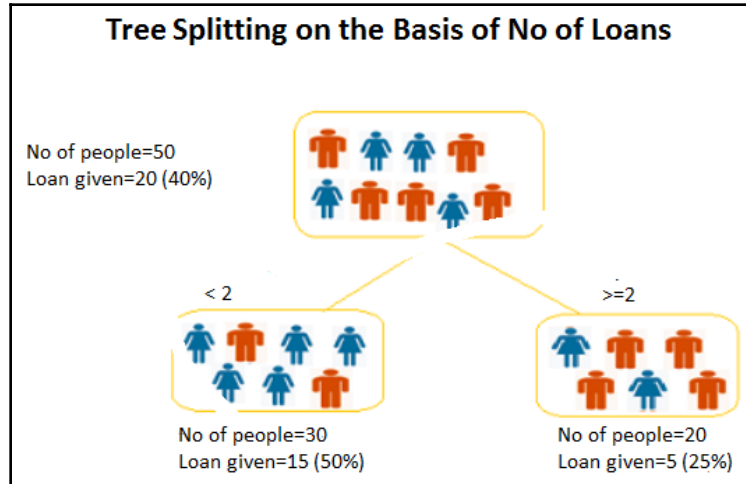 Tree Splitting on the Basis of No of Loans
No of people=50
Loan given=20 (40%)
< 2
>=2
No of people=30
Loan given=15 (50%)
No of people=20
Loan given=5 (25%)